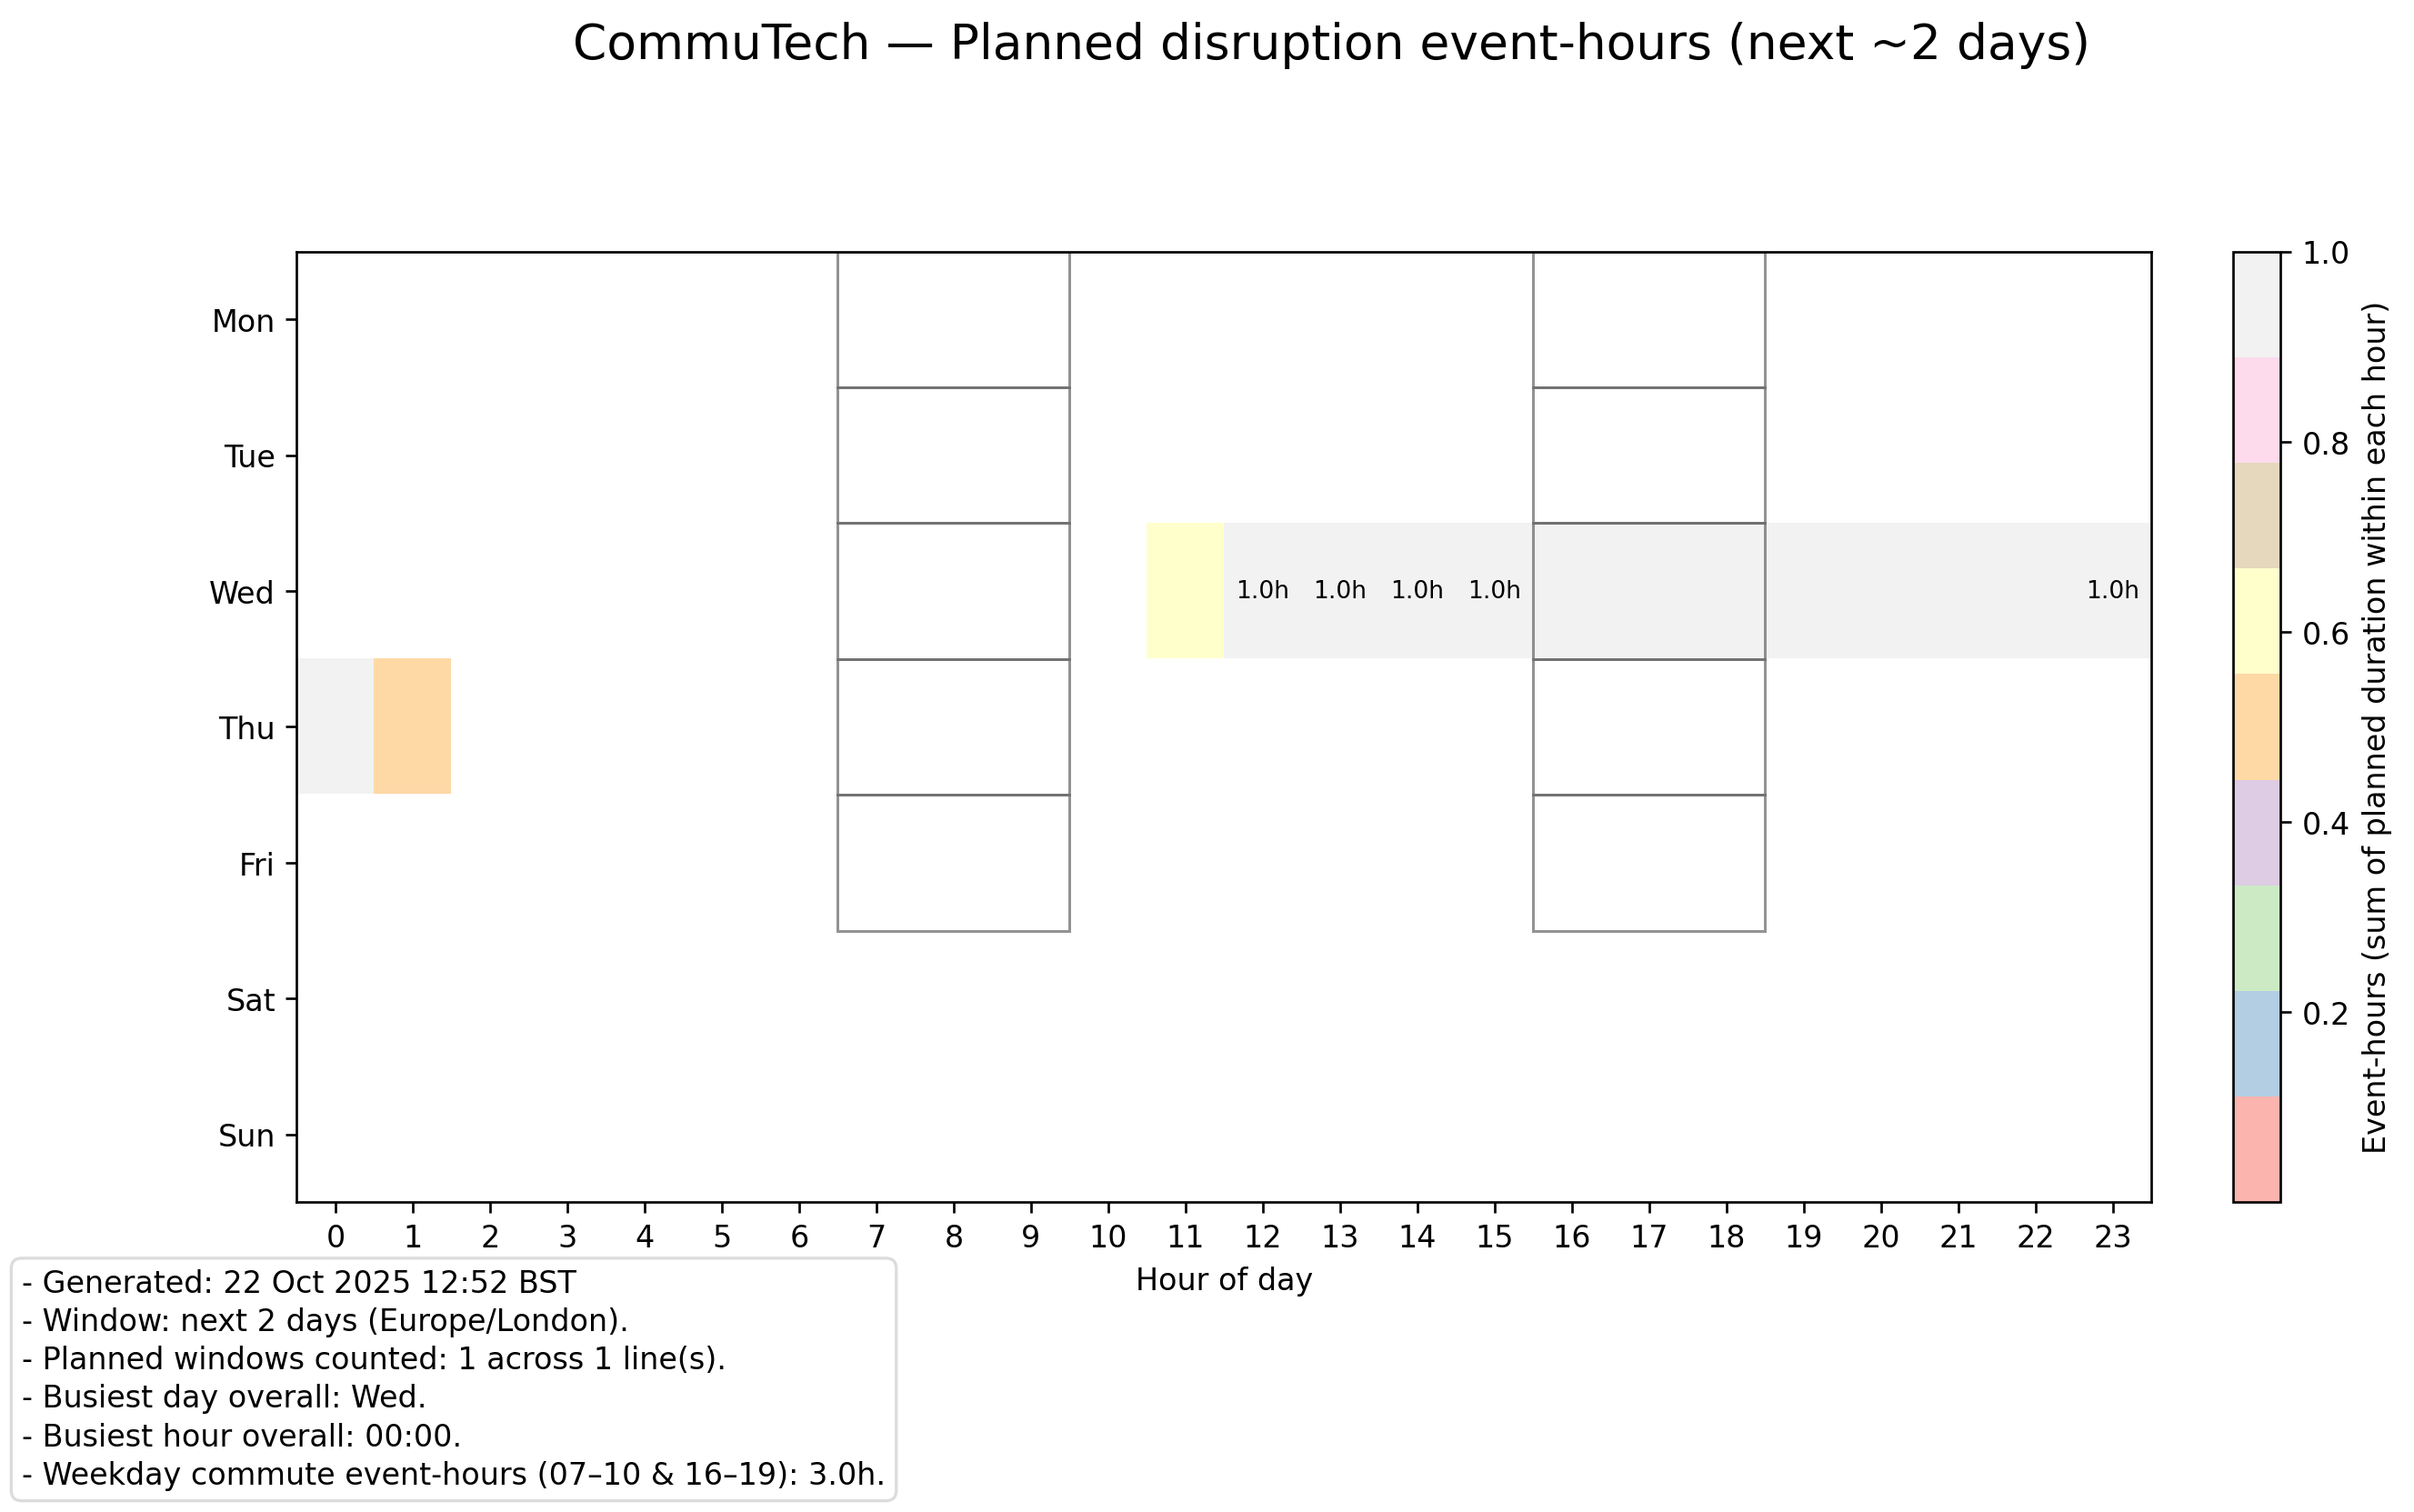 CommuTech — Planned disruption event-hours (next ~2 days)
Mon
Tue
Wed
Thu
Fri
Sat
Sun
1.0h 1.0h 1.0h 1.0h 1.0h
0 1 2 3 4 5 6 7 8 9 10 11 12 13 14 15 16 17 18 19 20 21 22 23
Hour of day
1.0
0.8
0.6
0.4
0.2
Event-hours (sum of planned duration within each hour)
- Generated: 22 Oct 2025 12:52 BST
- Window: next 2 days (Europe/London).
- Planned windows counted: 1 across 1 line(s).
- Busiest day overall: Wed.
- Busiest hour overall: 00:00.
- Weekday commute event-hours (07–10 & 16–19): 3.0h.